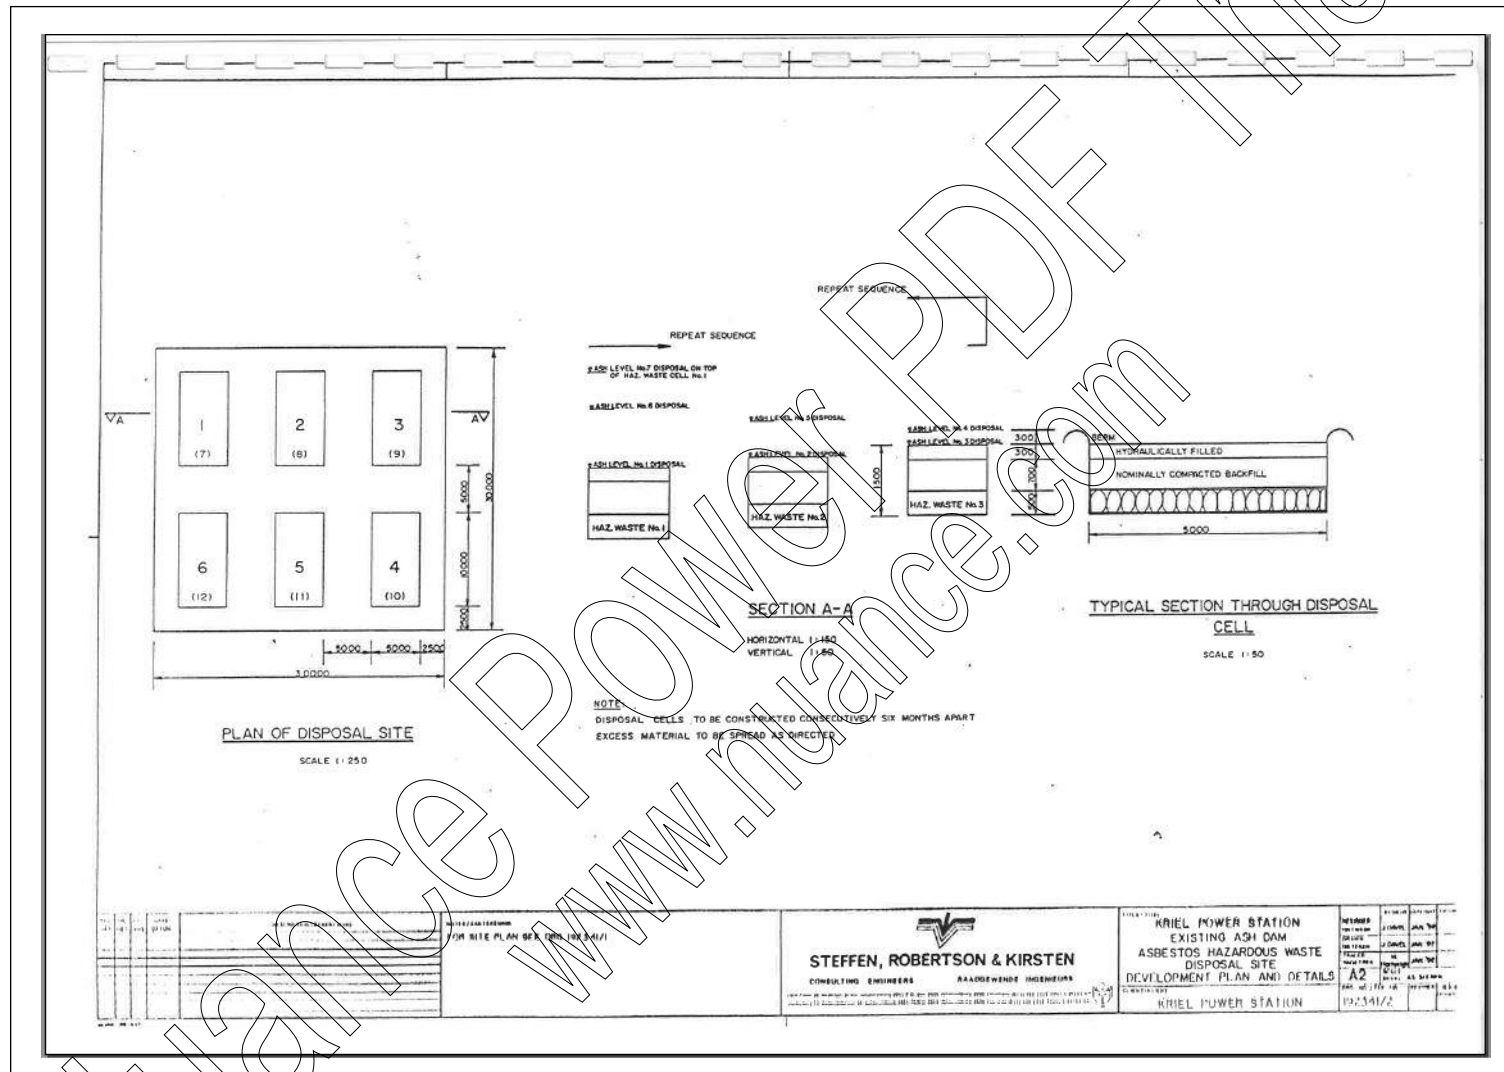 REPEAT SEQUENCE
REPEAT SEQUENCE
ASH LEVEL No.7 DISPOSAL ON TOP
OF HAZ. WASTE CELL No.1
ASH LEVEL No.6 DISPOSAL
ASH LEVEL No.5 DISPOSAL
ASH LEVEL No.4 DISPOSAL
ASH LEVEL No.3 DISPOSAL
ASH LEVEL No.2 DISPOSAL
ASH LEVEL No.1 DISPOSAL
A
A
1
2
3
(7)
(8)
(9)
6
5
4
(12)
(11)
(10)
5000
30000
10000
2500
5000
5000
2500
30000
PLAN OF DISPOSAL SITE
SCALE 1:250
HAZ. WASTE No.1
HAZ. WASTE No.2
HAZ. WASTE No.3
1500
300
300
700
500
BERM
HYDRAULICALLY FILLED
NOMINALLY COMPACTED BACKFILL
5000
SECTION A-A
HORIZONTAL 1:150
VERTICAL 1:50
TYPICAL SECTION THROUGH DISPOSAL
CELL
SCALE 1:50
NOTE:
DISPOSAL CELLS TO BE CONSTRUCTED CONSECUTIVELY SIX MONTHS APART
EXCESS MATERIAL TO BE SPREAD AS DIRECTED
FOR SITE PLAN SEE DRG 192341/1
STEFFEN, ROBERTSON & KIRSTEN
CONSULTING ENGINEERS RAADGEWENDE INGENIEURS
KRIEL POWER STATION
EXISTING ASH DAM
ASBESTOS HAZARDOUS WASTE
DISPOSAL SITE
DEVELOPMENT PLAN AND DETAILS
KRIEL POWER STATION
A2
AS SHOWN
192341/2
Nuance Power PDF
www.nuance.com